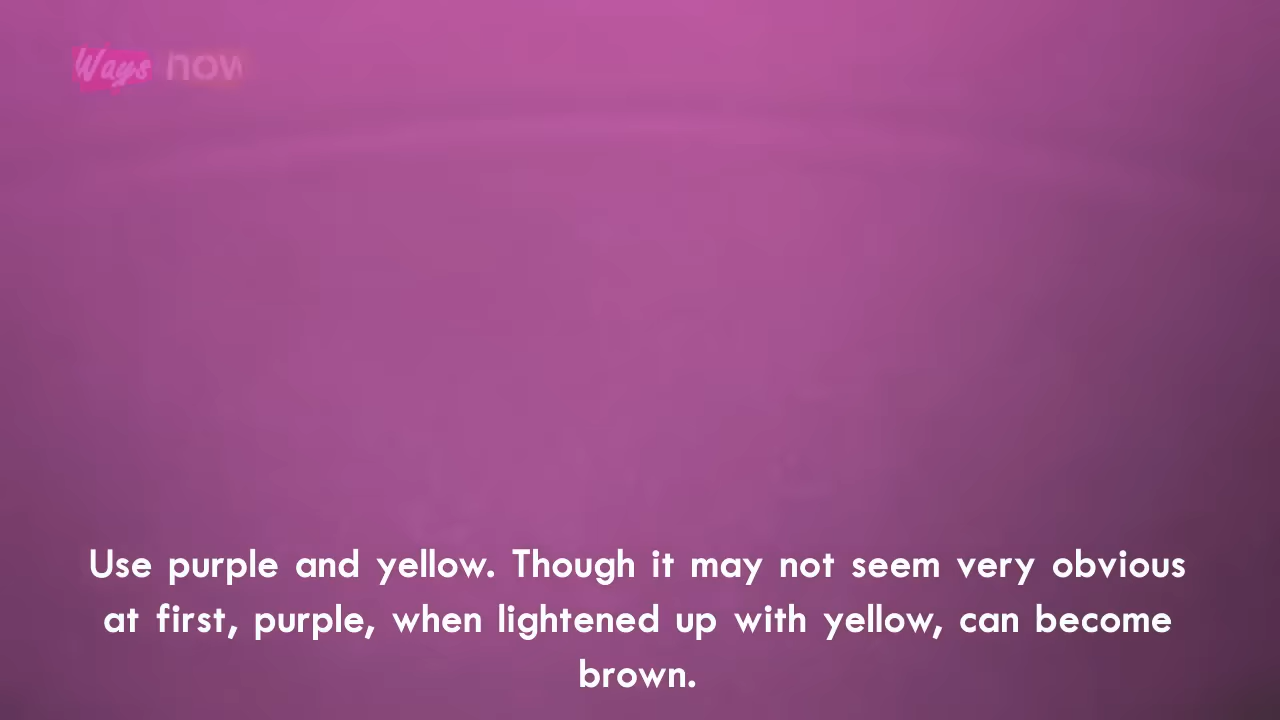 Ways now
Use purple and yellow. Though it may not seem very obvious
at first, purple, when lightened up with yellow, can become
brown.